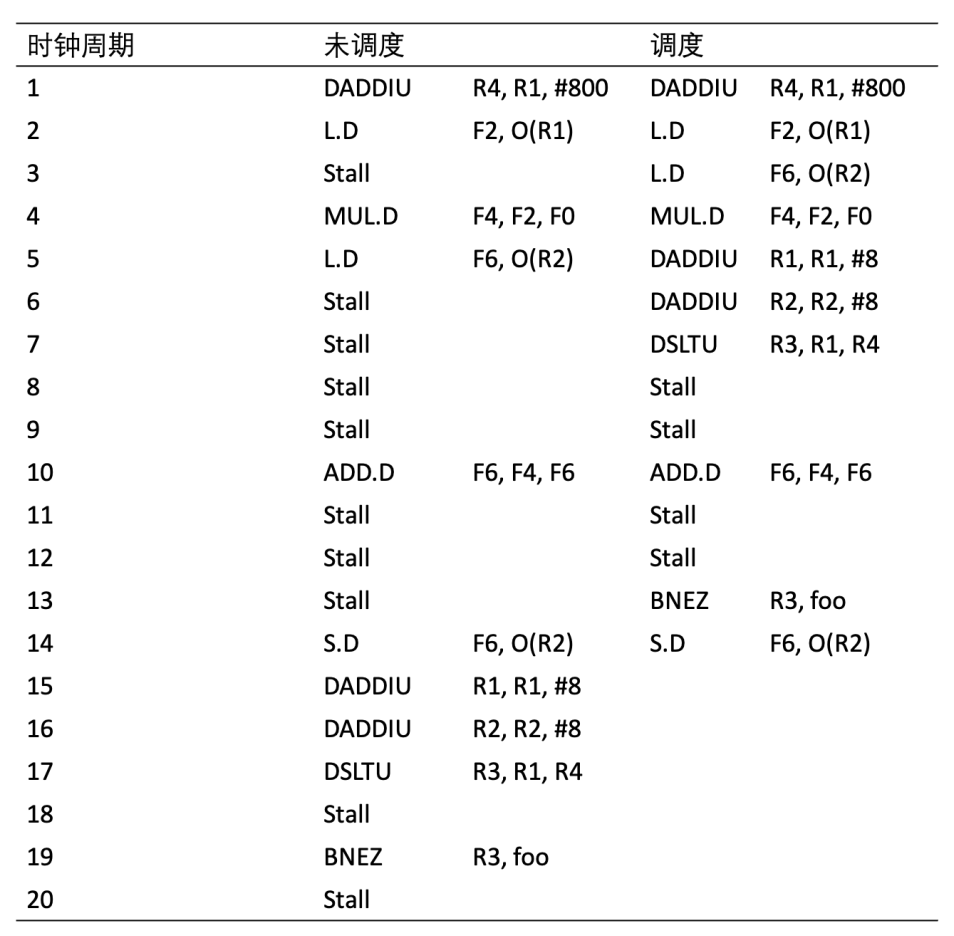 时钟周期 未调度 调度
1 DADDIU R4, R1, #800 DADDIU R4, R1, #800
2 L.D F2, O(R1) L.D F2, O(R1)
3 Stall L.D F6, O(R2)
4 MUL.D F4, F2, F0 MUL.D F4, F2, F0
5 L.D F6, O(R2) DADDIU R1, R1, #8
6 Stall DADDIU R2, R2, #8
7 Stall DSLTU R3, R1, R4
8 Stall Stall
9 Stall Stall
10 ADD.D F6, F4, F6 ADD.D F6, F4, F6
11 Stall Stall
12 Stall Stall
13 Stall BNEZ R3, foo
14 S.D F6, O(R2) S.D F6, O(R2)
15 DADDIU R1, R1, #8
16 DADDIU R2, R2, #8
17 DSLTU R3, R1, R4
18 Stall
19 BNEZ R3, foo
20 Stall